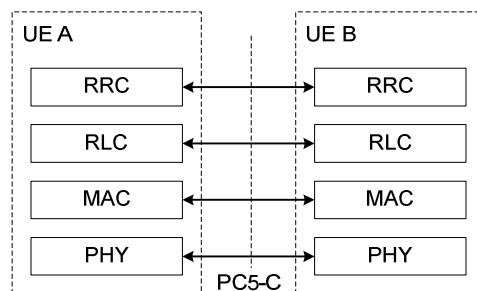 UE A UE B
RRC RRC
RLC RLC
MAC MAC
PHY PHY
PC5-C